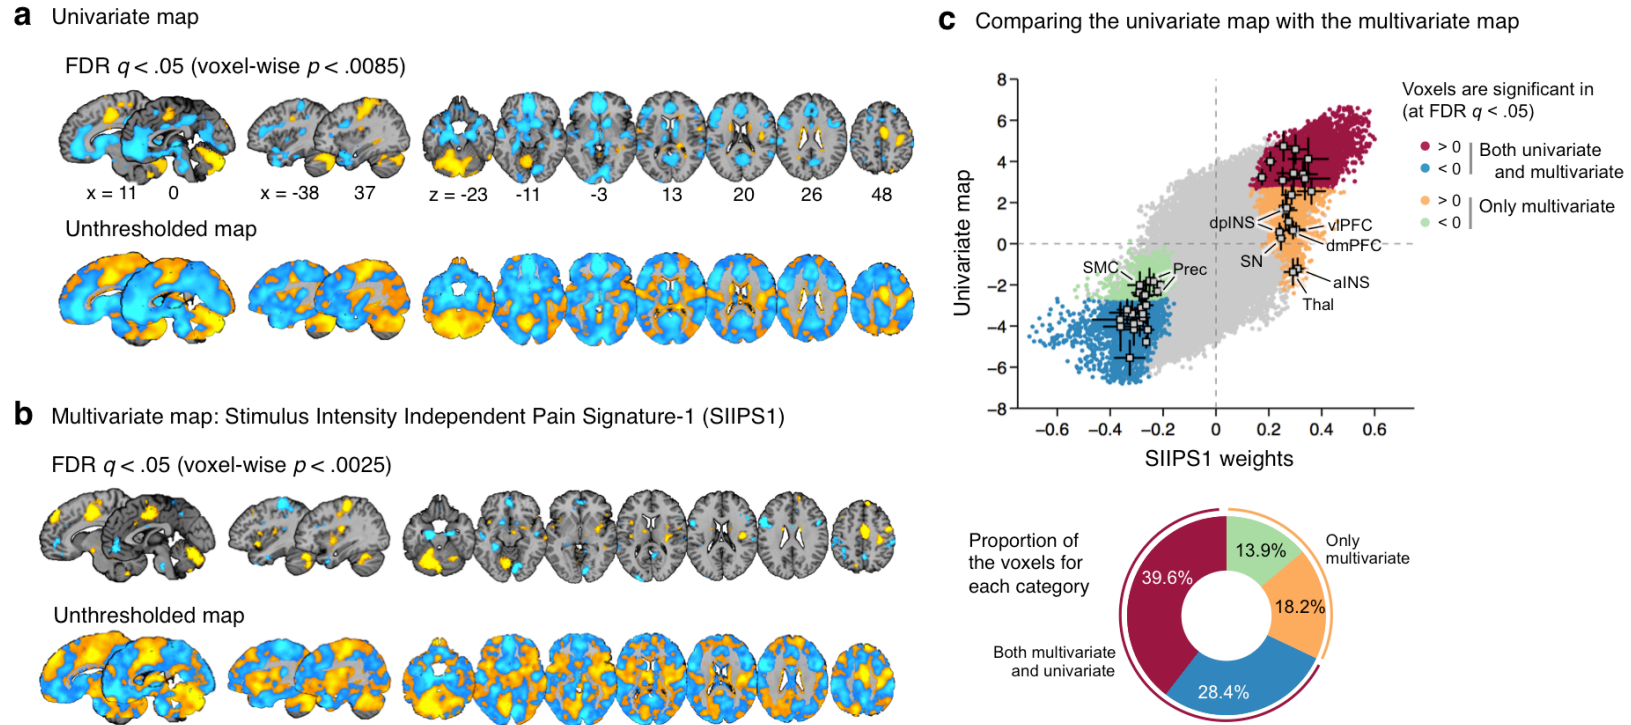 a Univariate map
FDR q < .05 (voxel-wise p < .0085)
x = 11 0 x = -38 37 z = -23 -11 -3 13 20 26 48
Unthresholded map
b Multivariate map: Stimulus Intensity Independent Pain Signature-1 (SIIPS1)
FDR q < .05 (voxel-wise p < .0025)
Unthresholded map
c Comparing the univariate map with the multivariate map
8
6
4
2
0
−2
−4
−6
−8
Univariate map
−0.6 −0.4 −0.2 0 0.2 0.4 0.6
SIIPS1 weights
dpINS
vlPFC
dmPFC
SN
SMC
Prec
aINS
Thal
Voxels are significant in
(at FDR q < .05)
> 0
< 0
Both univariate
and multivariate
> 0
< 0
Only multivariate
Proportion of
the voxels for
each category
13.9%
Only
multivariate
39.6%
18.2%
Both multivariate
and univariate
28.4%